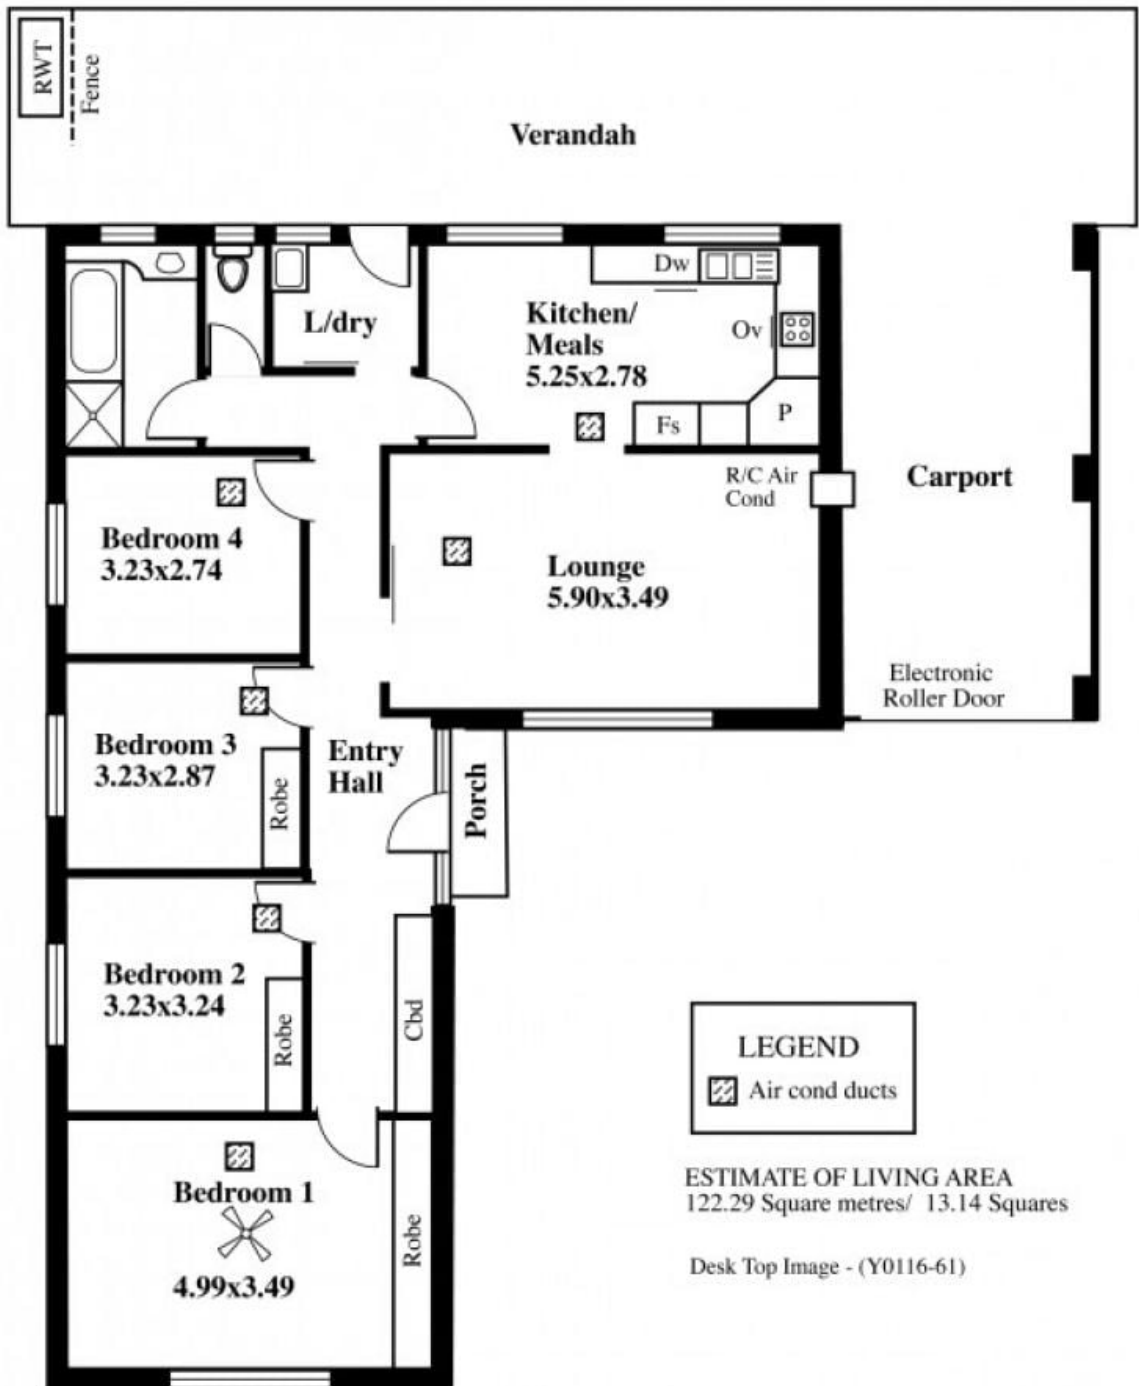 RWT
Fence
Verandah
L/dry
Dw
Kitchen/
Meals
5.25x2.78
Ov
Fs
P
R/C Air
Cond
Carport
Bedroom 4
3.23x2.74
Lounge
5.90x3.49
Electronic
Roller Door
Bedroom 3
3.23x2.87
Robe
Entry
Hall
Porch
Bedroom 2
3.23x3.24
Robe
Cbd
LEGEND
Air cond ducts
Bedroom 1
4.99x3.49
Robe
ESTIMATE OF LIVING AREA
122.29 Square metres/ 13.14 Squares
Desk Top Image - (Y0116-61)